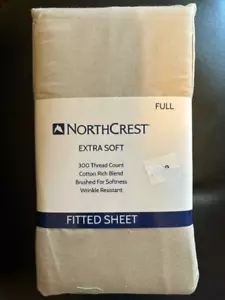 FULL
NORTHCREST
EXTRA SOFT
300 Thread Count
Cotton Rich Blend
Brushed For Softness
Wrinkle Resistant
FITTED SHEET